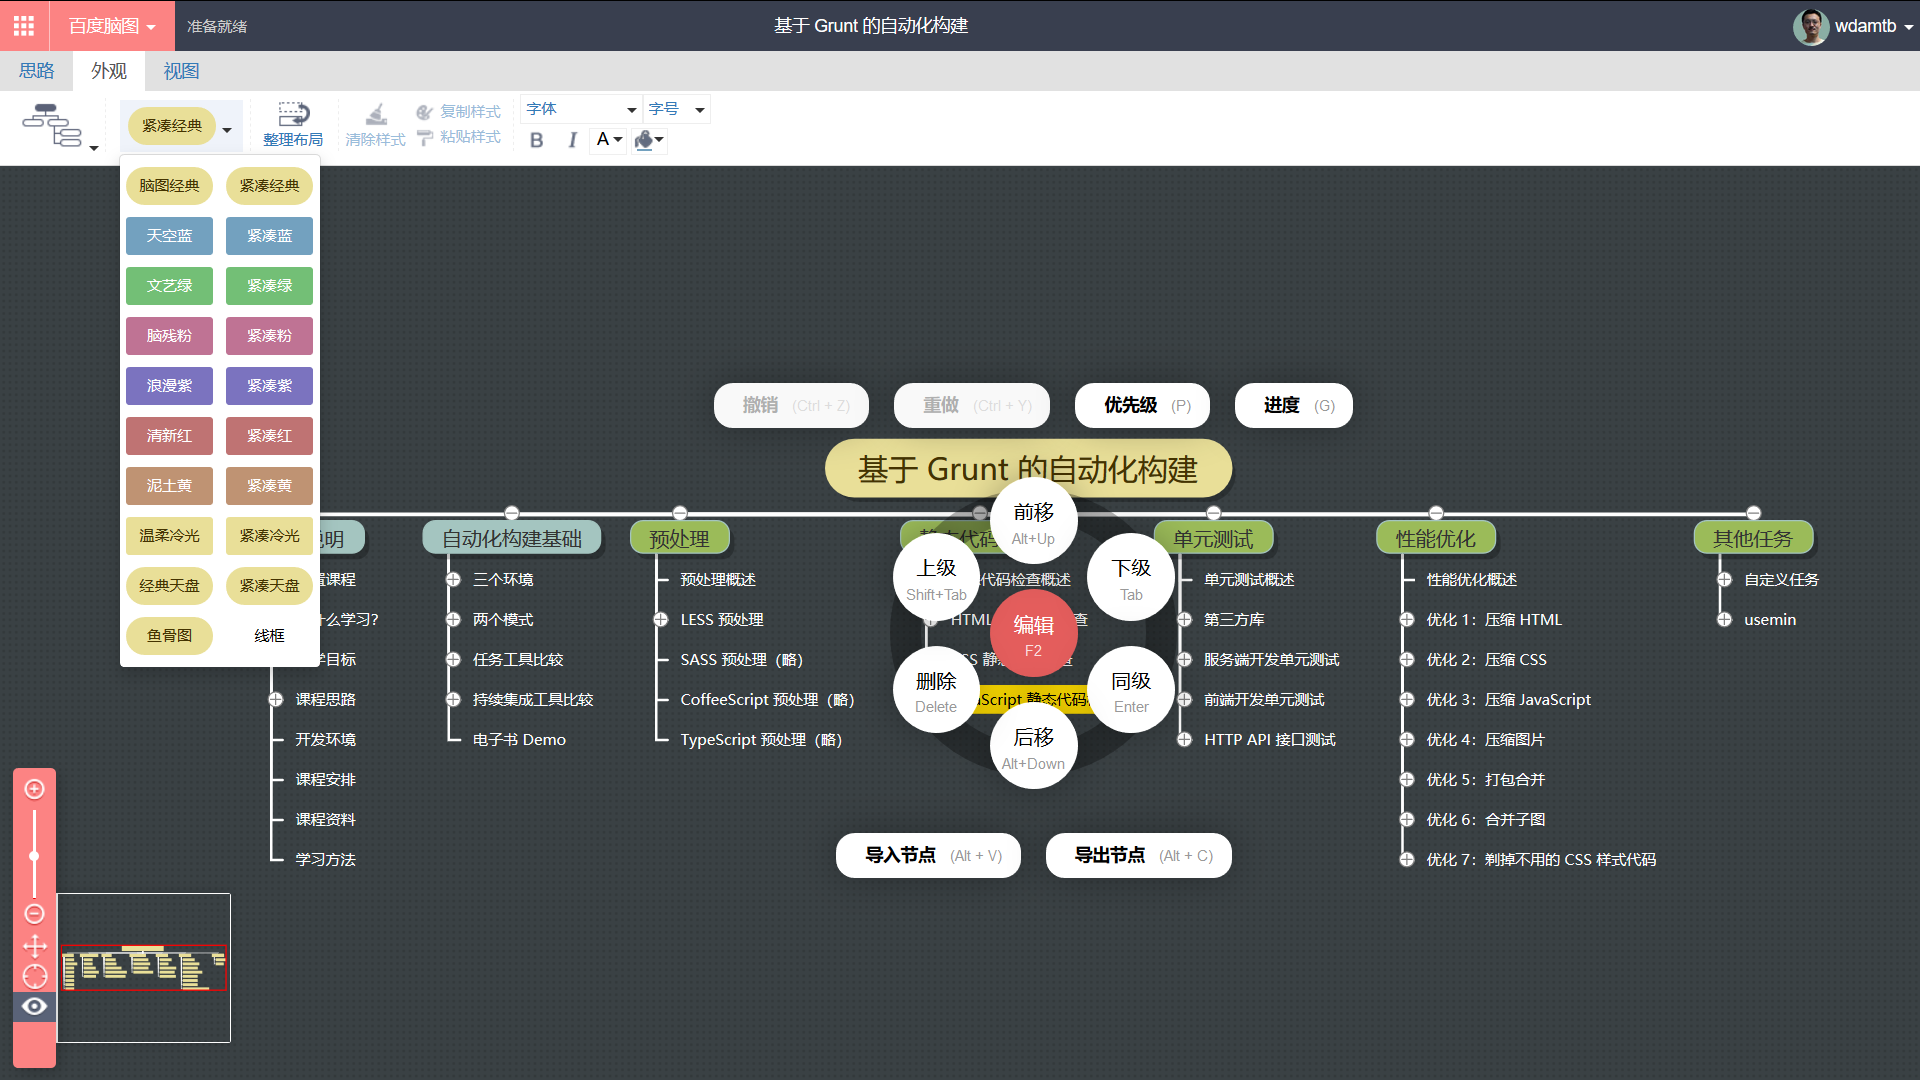 百度脑图
准备就绪
基于 Grunt 的自动化构建
wdamtb
思路
外观
视图
紧凑经典
整理布局
清除样式
复制样式
粘贴样式
字体
字号
B
I
A
脑图经典
紧凑经典
天空蓝
紧凑蓝
文艺绿
紧凑绿
脑残粉
紧凑粉
浪漫紫
紧凑紫
清新红
紧凑红
泥土黄
紧凑黄
温柔冷光
紧凑冷光
经典天盘
紧凑天盘
鱼骨图
线框
撤销 (Ctrl + Z)
重做 (Ctrl + Y)
优先级 (P)
进度 (G)
基于 Grunt 的自动化构建
明
课程
什么学习？
学目标
课程思路
开发环境
课程安排
课程资料
学习方法
自动化构建基础
三个环境
两个模式
任务工具比较
持续集成工具比较
电子书 Demo
预处理
预处理概述
LESS 预处理
SASS 预处理（略）
CoffeeScript 预处理（略）
TypeScript 预处理（略）
静态代码
代码检查概述
HTML
查
SS 静
查
aScript 静态代码
前移
Alt+Up
上级
Shift+Tab
下级
Tab
编辑
F2
删除
Delete
同级
Enter
后移
Alt+Down
单元测试
单元测试概述
第三方库
服务端开发单元测试
前端开发单元测试
HTTP API 接口测试
性能优化
性能优化概述
优化 1：压缩 HTML
优化 2：压缩 CSS
优化 3：压缩 JavaScript
优化 4：压缩图片
优化 5：打包合并
优化 6：合并子图
优化 7：剃掉不用的 CSS 样式代码
其他任务
自定义任务
usemin
导入节点 (Alt + V)
导出节点 (Alt + C)